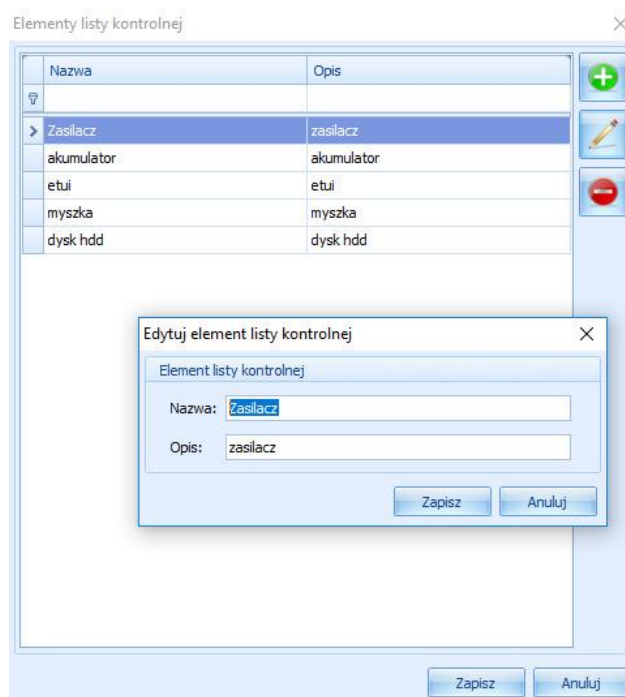 Elementy listy kontrolnej
Nazwa Opis
Zasilacz zasilacz
akumulator akumulator
etui etui
myszka myszka
dysk hdd dysk hdd
Edytuj element listy kontrolnej
Element listy kontrolnej
Nazwa: Zasilacz
Opis: zasilacz
Zapisz Anuluj
Zapisz Anuluj